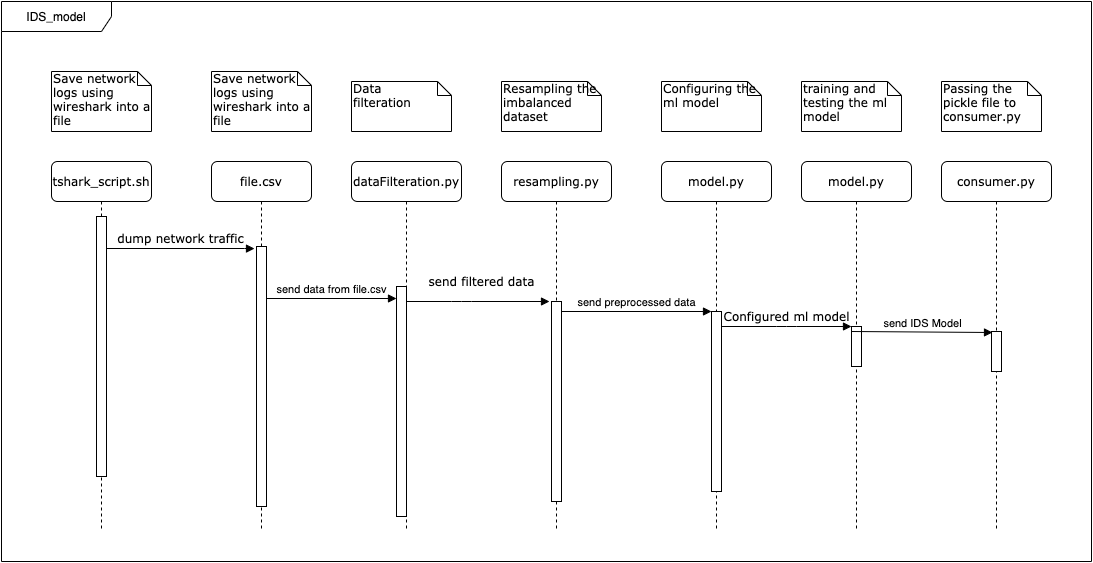 IDS_model
Save network
logs using
wireshark into a
file
Save network
logs using
wireshark into a
file
Data
filteration
Resampling the
imbalanced
dataset
Configuring the
ml model
training and
testing the ml
model
Passing the
pickle file to
consumer.py
tshark_script.sh
file.csv
dataFilteration.py
resampling.py
model.py
model.py
consumer.py
dump network traffic
send data from file.csv
send filtered data
send preprocessed data
Configured ml model
send IDS Model